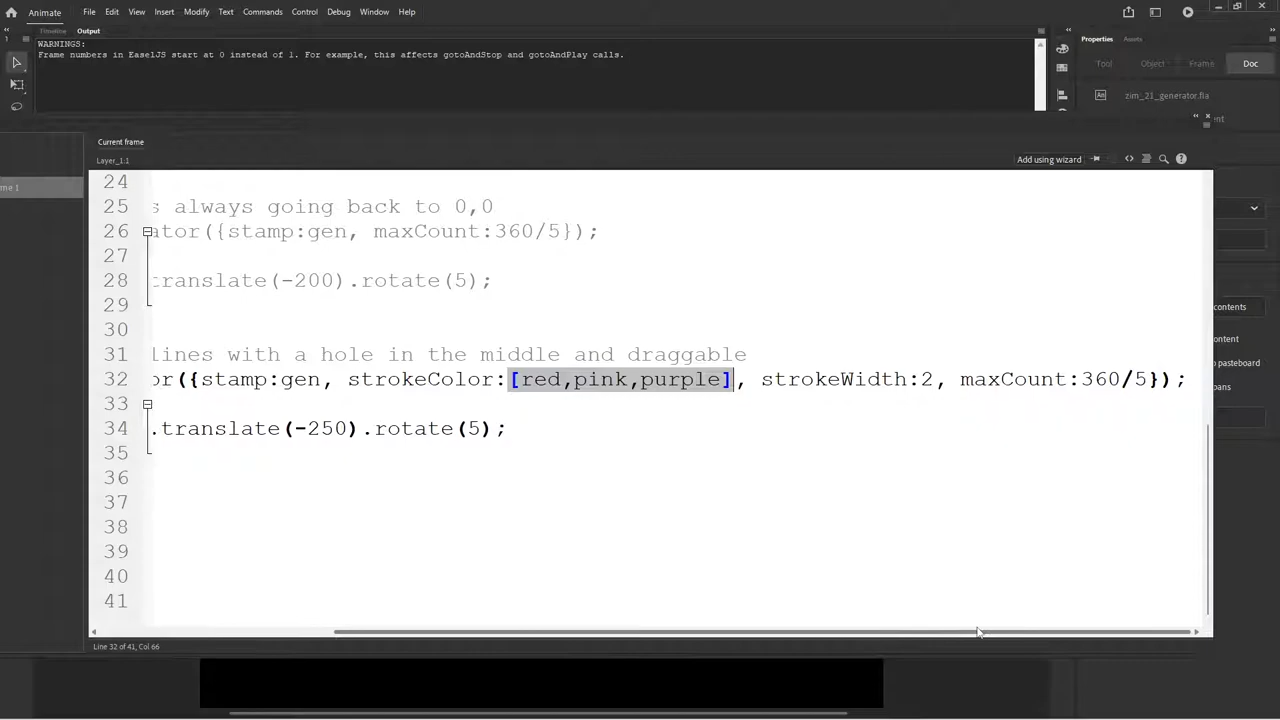 Animate File Edit View Insert Modify Text Commands Control Debug Window Help
Timeline Output
WARNINGS:
Frame numbers in EaselJS start at 0 instead of 1. For example, this affects gotoAndStop and gotoAndPlay calls.
Properties Assets
Tool Object Frame Doc
zim_21_generator.fla
Current frame
Layer_1:1
Add using wizard
me 1
24
25 s always going back to 0,0
26 ator({stamp:gen, maxCount:360/5});
27
28 translate(-200).rotate(5);
29
30
31 lines with a hole in the middle and draggable
32 or({stamp:gen, strokeColor:[red,pink,purple], strokeWidth:2, maxCount:360/5});
33
34 .translate(-250).rotate(5);
35
36
37
38
39
40
41
Line 32 of 41, Col 66
ent
contents
ontent
pasteboard
pans